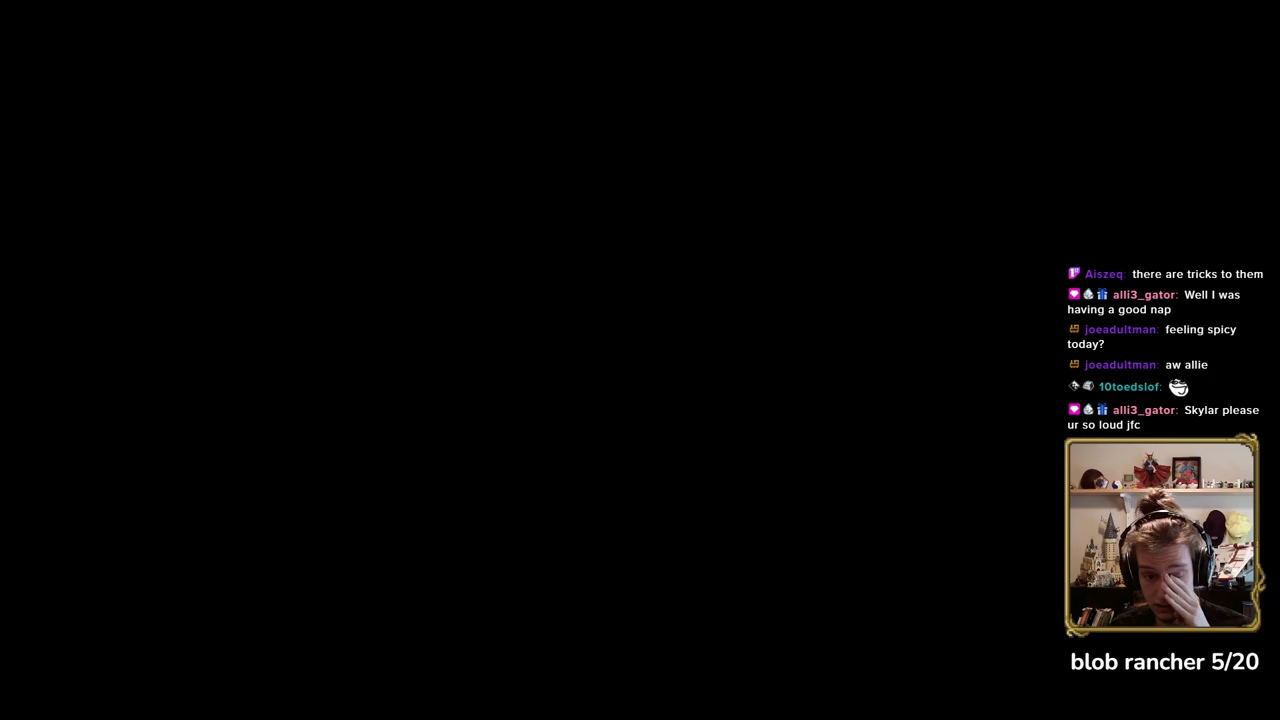 Aiszeq: there are tricks to them
alli3_gator: Well I was
having a good nap
joeadultman: feeling spicy
today?
joeadultman: aw allie
10toedslof:
alli3_gator: Skylar please
ur so loud jfc
blob rancher 5/20